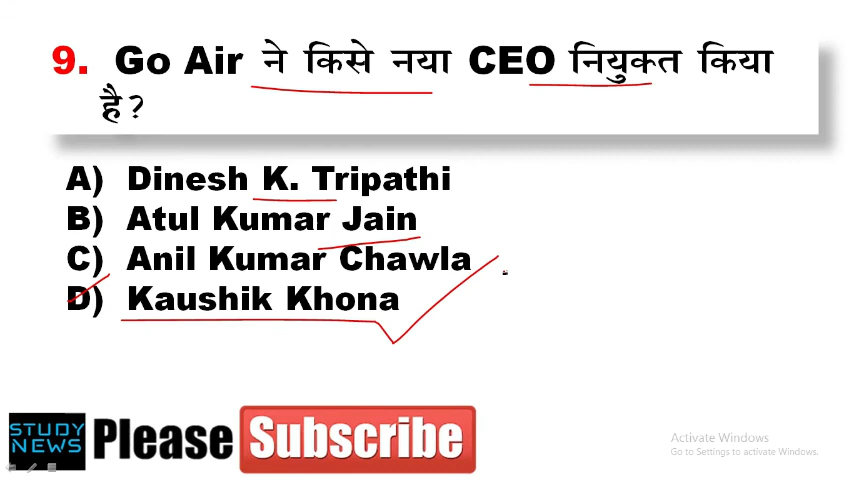 9. Go Air ने किसे नया CEO नियुक्त किया
है?
A) Dinesh K. Tripathi
B) Atul Kumar Jain
C) Anil Kumar Chawla
D) Kaushik Khona
STUDY
NEWS
Please Subscribe
Activate Windows
Go to Settings to activate Windows.